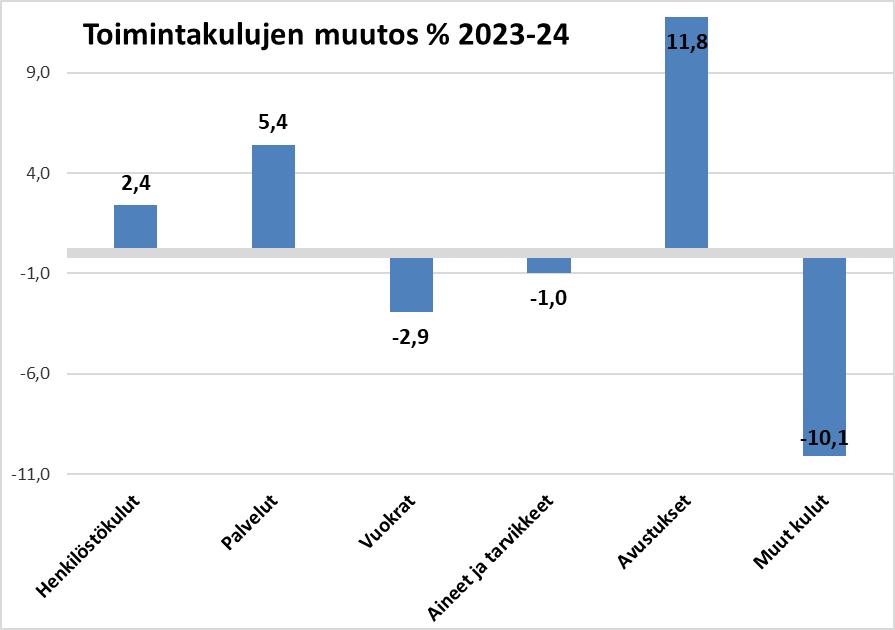 Toimintakulujen muutos % 2023-24
9,0
4,0
-1,0
-6,0
-11,0
2,4
5,4
-2,9
-1,0
11,8
-10,1
Henkilöstökulut
Palvelut
Vuokrat
Aineet ja tarvikkeet
Avustukset
Muut kulut